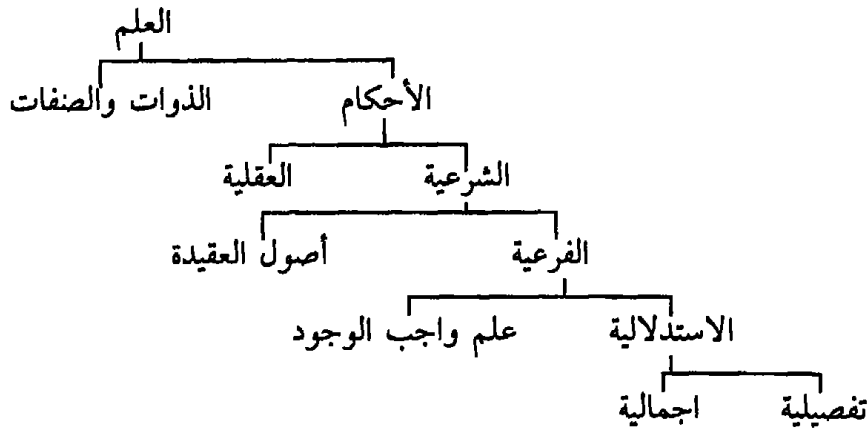 العلم
الأحكام الذوات والصفات
الشرعية العقلية
الفرعية أصول العقيدة
الاستدلالية علم واجب الوجود
تفصيلية اجمالية